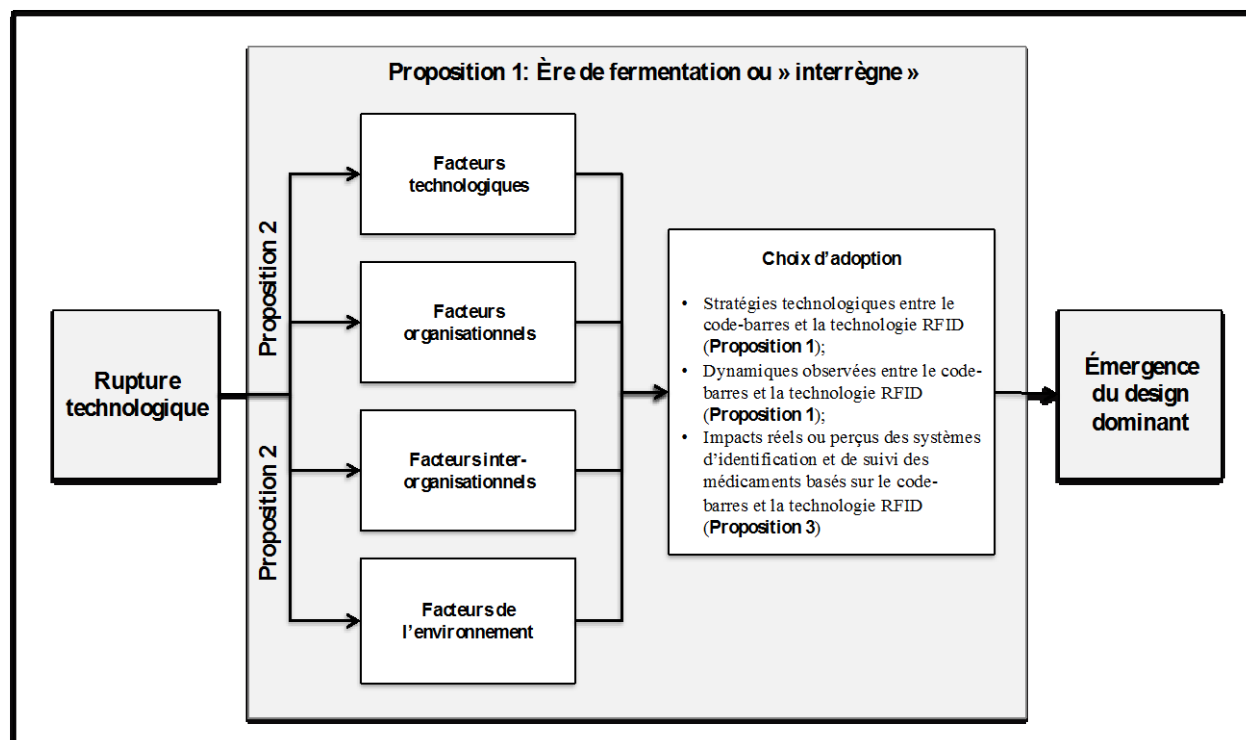 Proposition 1: Ère de fermentation ou » interrègne »
Rupture
technologique
Proposition 2
Proposition 2
Facteurs
technologiques
Facteurs
organisationnels
Facteurs inter-
organisationnels
Facteurs de
l'environnement
Choix d'adoption
• Stratégies technologiques entre le
code-barres et la technologie RFID
(Proposition 1);
• Dynamiques observées entre le code-
barres et la technologie RFID
(Proposition 1);
• Impacts réels ou perçus des systèmes
d'identification et de suivi des
médicaments basés sur le code-
barres et la technologie RFID
(Proposition 3)
Émergence
du design
dominant